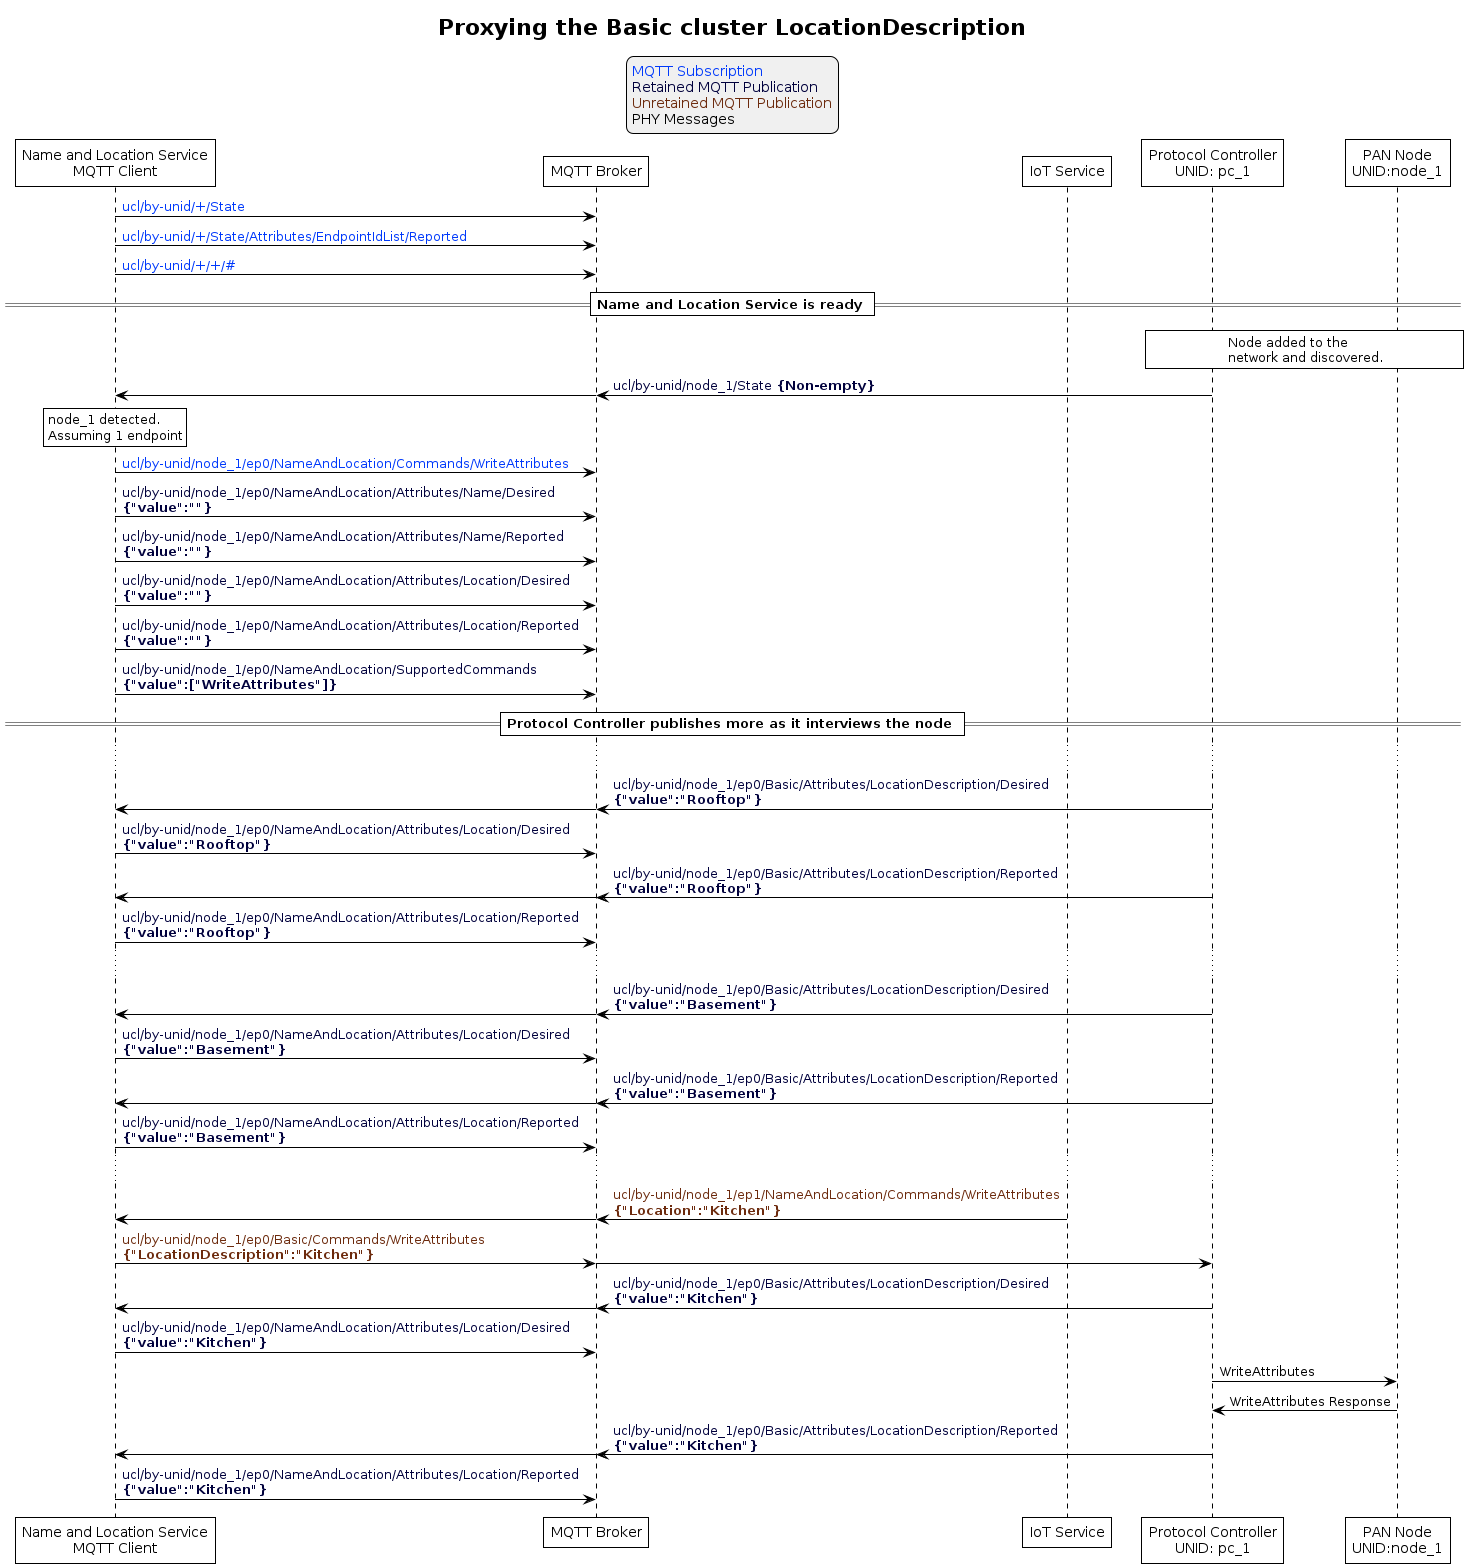 Proxying the Basic cluster LocationDescription
MQTT Subscription
Retained MQTT Publication
Unretained MQTT Publication
PHY Messages
Name and Location Service
MQTT Client
MQTT Broker
IoT Service
Protocol Controller
UNID: pc_1
PAN Node
UNID:node_1
ucl/by-unid/+/State
ucl/by-unid/+/State/Attributes/EndpointIdList/Reported
ucl/by-unid/+/+/#
Name and Location Service is ready
Node added to the
network and discovered.
ucl/by-unid/node_1/State {Non-empty}
node_1 detected.
Assuming 1 endpoint
ucl/by-unid/node_1/ep0/NameAndLocation/Commands/WriteAttributes
ucl/by-unid/node_1/ep0/NameAndLocation/Attributes/Name/Desired
{"value":""}
ucl/by-unid/node_1/ep0/NameAndLocation/Attributes/Name/Reported
{"value":""}
ucl/by-unid/node_1/ep0/NameAndLocation/Attributes/Location/Desired
{"value":""}
ucl/by-unid/node_1/ep0/NameAndLocation/Attributes/Location/Reported
{"value":""}
ucl/by-unid/node_1/ep0/NameAndLocation/SupportedCommands
{"value":["WriteAttributes"]}
Protocol Controller publishes more as it interviews the node
ucl/by-unid/node_1/ep0/Basic/Attributes/LocationDescription/Desired
{"value":"Rooftop"}
ucl/by-unid/node_1/ep0/NameAndLocation/Attributes/Location/Desired
{"value":"Rooftop"}
ucl/by-unid/node_1/ep0/Basic/Attributes/LocationDescription/Reported
{"value":"Rooftop"}
ucl/by-unid/node_1/ep0/NameAndLocation/Attributes/Location/Reported
{"value":"Rooftop"}
ucl/by-unid/node_1/ep0/Basic/Attributes/LocationDescription/Desired
{"value":"Basement"}
ucl/by-unid/node_1/ep0/NameAndLocation/Attributes/Location/Desired
{"value":"Basement"}
ucl/by-unid/node_1/ep0/Basic/Attributes/LocationDescription/Reported
{"value":"Basement"}
ucl/by-unid/node_1/ep0/NameAndLocation/Attributes/Location/Reported
{"value":"Basement"}
ucl/by-unid/node_1/ep1/NameAndLocation/Commands/WriteAttributes
{"Location":"Kitchen"}
ucl/by-unid/node_1/ep0/Basic/Commands/WriteAttributes
{"LocationDescription":"Kitchen"}
ucl/by-unid/node_1/ep0/Basic/Attributes/LocationDescription/Desired
{"value":"Kitchen"}
ucl/by-unid/node_1/ep0/NameAndLocation/Attributes/Location/Desired
{"value":"Kitchen"}
WriteAttributes
WriteAttributes Response
ucl/by-unid/node_1/ep0/Basic/Attributes/LocationDescription/Reported
{"value":"Kitchen"}
ucl/by-unid/node_1/ep0/NameAndLocation/Attributes/Location/Reported
{"value":"Kitchen"}
Name and Location Service
MQTT Client
MQTT Broker
IoT Service
Protocol Controller
UNID: pc_1
PAN Node
UNID:node_1